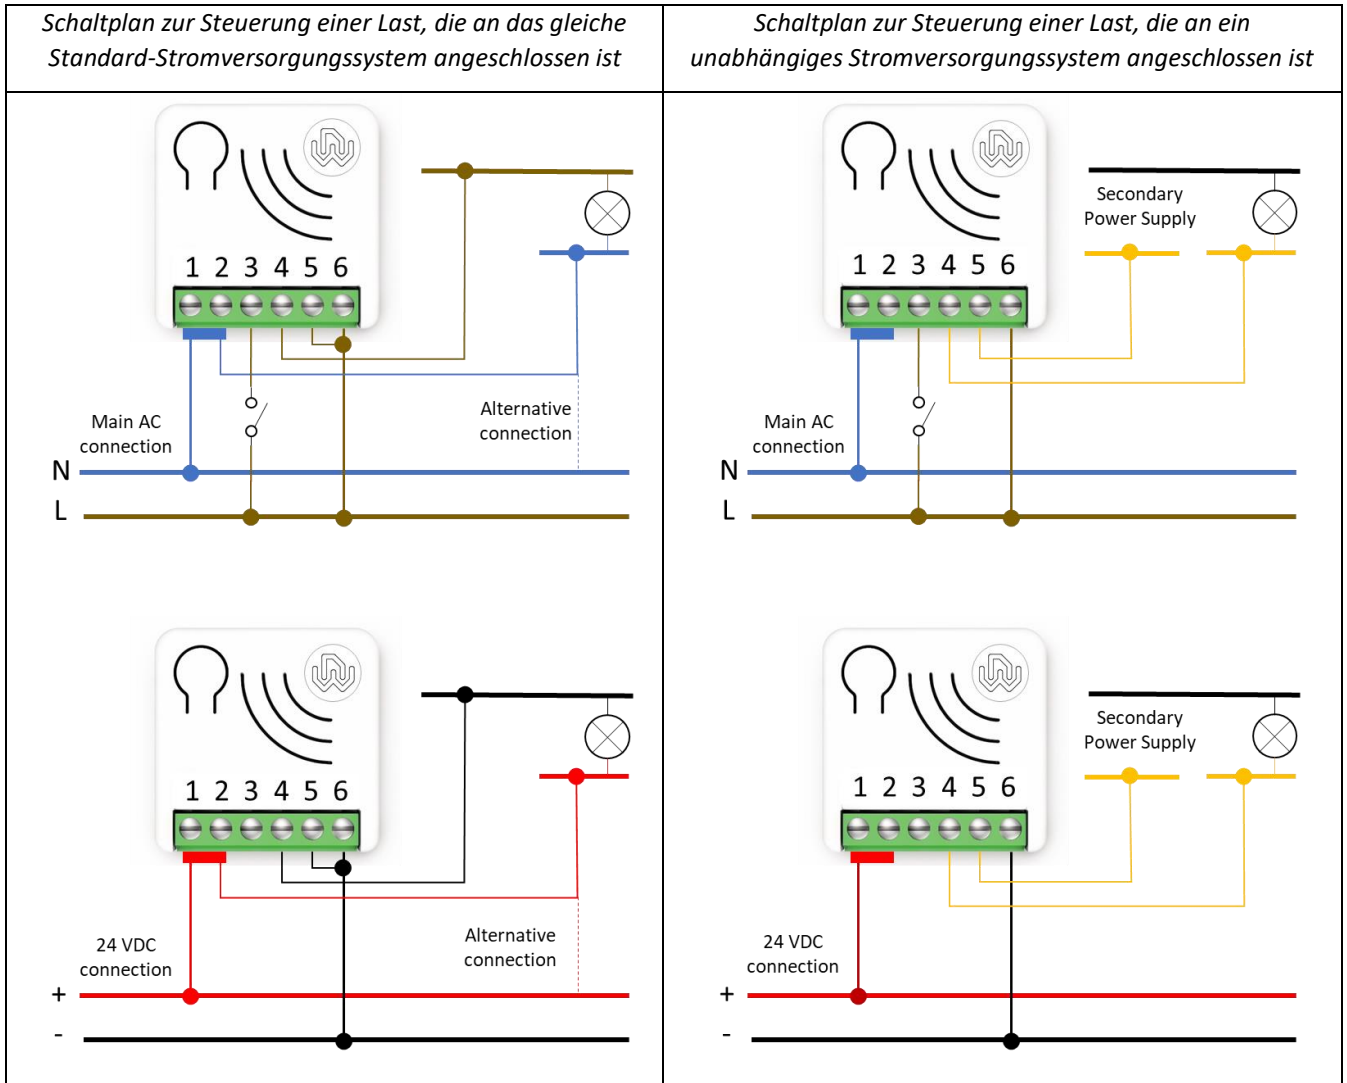 Schaltplan zur Steuerung einer Last, die an das gleiche
Standard-Stromversorgungssystem angeschlossen ist
Schaltplan zur Steuerung einer Last, die an ein
unabhängiges Stromversorgungssystem angeschlossen ist
1 2 3 4 5 6
Main AC
connection
Alternative
connection
N
L
Secondary
Power Supply
1 2 3 4 5 6
Main AC
connection
N
L
1 2 3 4 5 6
24 VDC
connection
Alternative
connection
+
-
Secondary
Power Supply
1 2 3 4 5 6
24 VDC
connection
+
-